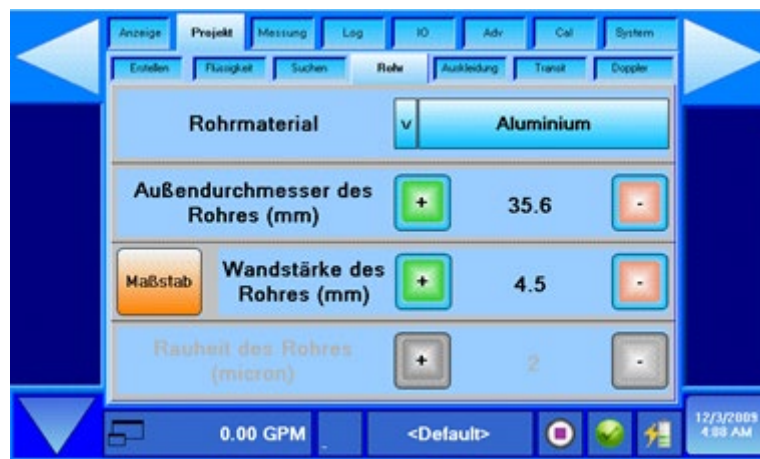 Anzeige Projekt Messung Log IO Adv Cal System
Erstellen Flüssigkeit Suchen Rohr Auskleidung Transit Doppler
Rohrmaterial v Aluminium
Außendurchmesser des
Rohres (mm) + 35.6 -
Maßstab Wandstärke des
Rohres (mm) + 4.5 -
Rauheit des Rohres
(micron) + 2 -
0.00 GPM <Default> 12/3/2009
4:08 AM